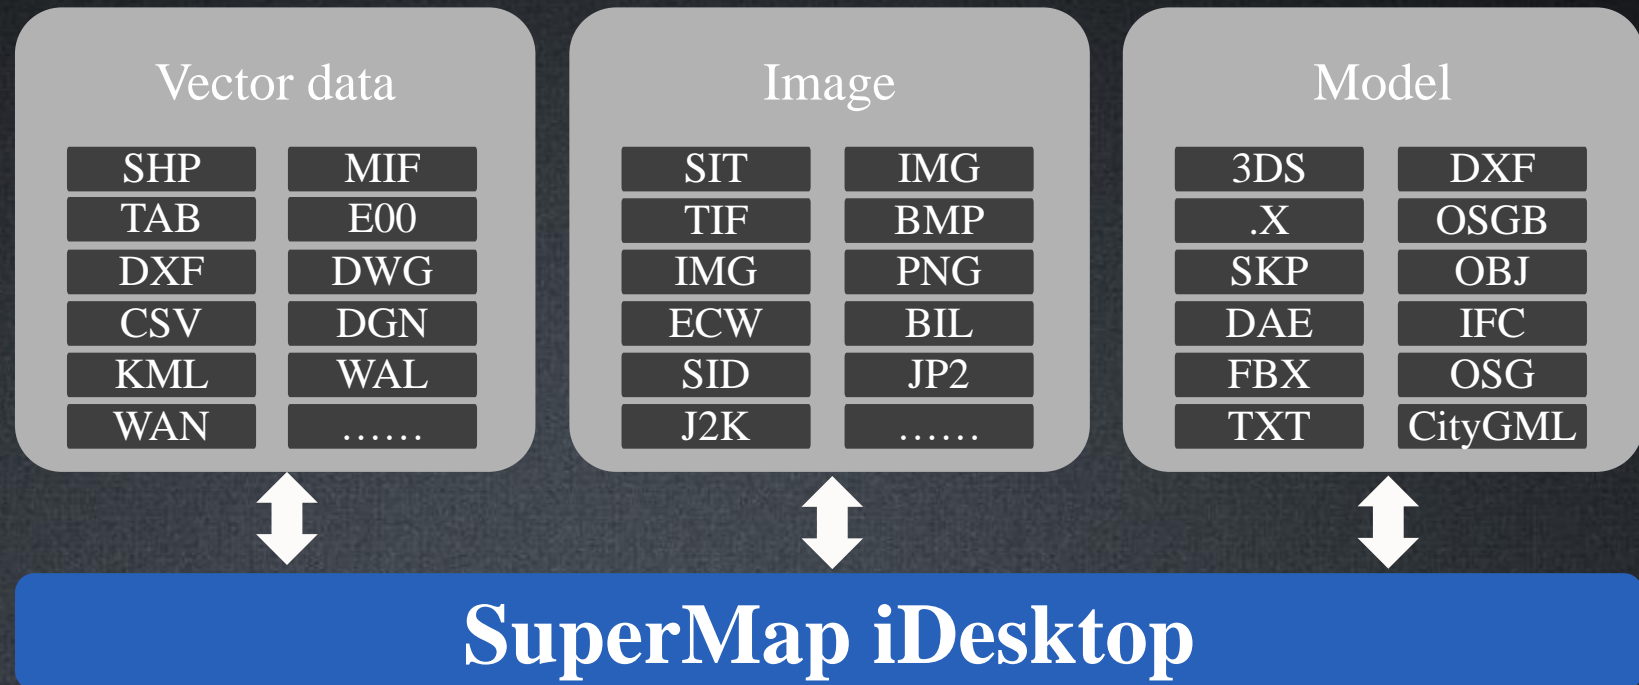 Vector data
SHP MIF
TAB E00
DXF DWG
CSV DGN
KML WAL
WAN ……
Image
SIT IMG
TIF BMP
IMG PNG
ECW BIL
SID JP2
J2K ……
Model
3DS DXF
.X OSGB
SKP OBJ
DAE IFC
FBX OSG
TXT CityGML
SuperMap iDesktop